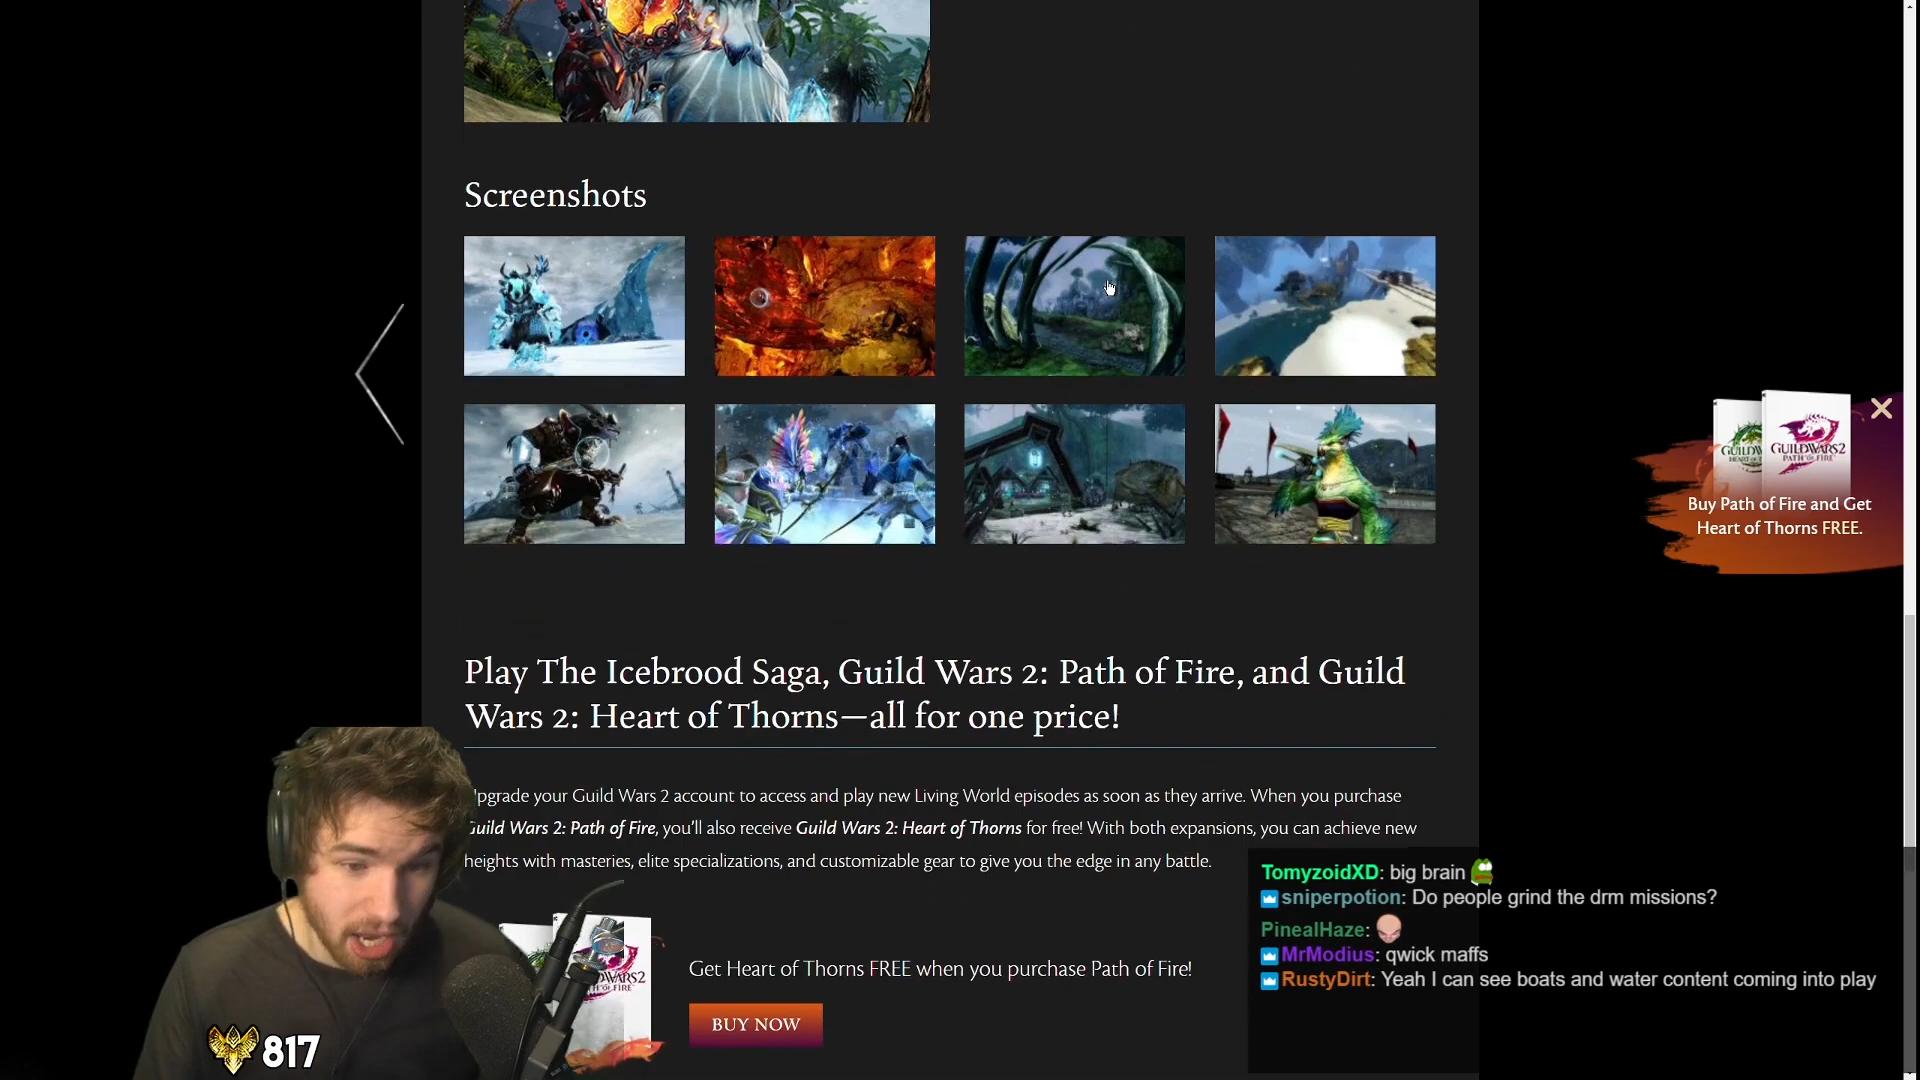 Screenshots
GUILDWARS2
HEART OF
GUILDWARS2
PATH OF FIRE
Buy Path of Fire and Get
Heart of Thorns FREE.
Play The Icebrood Saga, Guild Wars 2: Path of Fire, and Guild
Wars 2: Heart of Thorns—all for one price!
Upgrade your Guild Wars 2 account to access and play new Living World episodes as soon as they arrive. When you purchase
Guild Wars 2: Path of Fire, you'll also receive Guild Wars 2: Heart of Thorns for free! With both expansions, you can achieve new
heights with masteries, elite specializations, and customizable gear to give you the edge in any battle.
TomyzoidXD: big brain
sniperpotion: Do people grind the drm missions?
PinealHaze:
MrModius: qwick maffs
RustyDirt: Yeah I can see boats and water content coming into play
WARS2
OF FIRE
Get Heart of Thorns FREE when you purchase Path of Fire!
BUY NOW
817